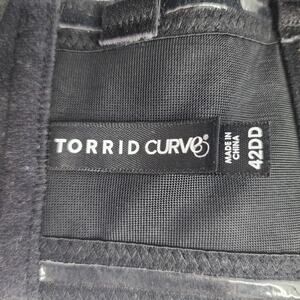 TORRID CURVE®
MADE IN
CHINA
42DD